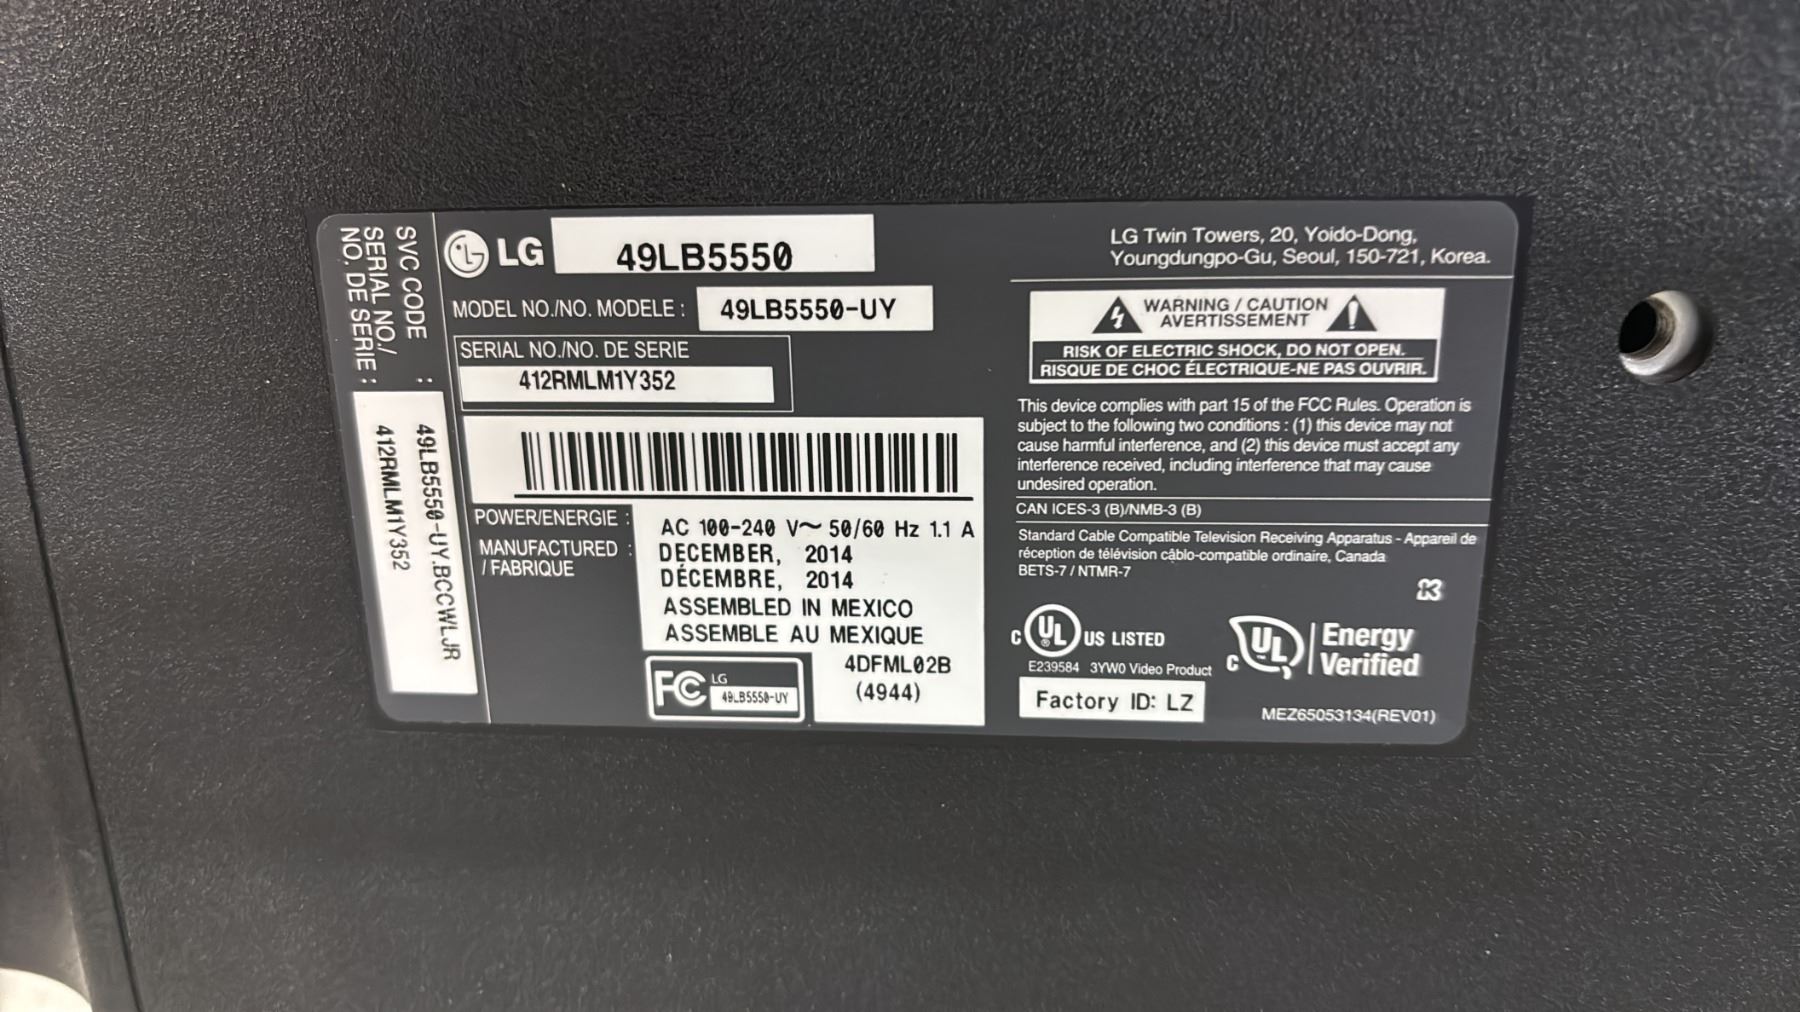 SVC CODE :
SERIAL NO./
NO. DE SERIE :
49LB5550-UY.BCCWLJR
412RMLM1Y352
LG
49LB5550
MODEL NO./NO. MODELE :
49LB5550-UY
SERIAL NO./NO. DE SERIE
412RMLM1Y352
POWER/ENERGIE :
AC 100-240 V~ 50/60 Hz 1.1 A
MANUFACTURED :
/ FABRIQUE
DECEMBER, 2014
DÉCEMBRE, 2014
ASSEMBLED IN MEXICO
ASSEMBLE AU MEXIQUE
FC
LG
49LB5550-UY
4DFML02B
(4944)
LG Twin Towers, 20, Yoido-Dong,
Youngdungpo-Gu, Seoul, 150-721, Korea.
WARNING / CAUTION
AVERTISSEMENT
RISK OF ELECTRIC SHOCK, DO NOT OPEN.
RISQUE DE CHOC ÉLECTRIQUE-NE PAS OUVRIR.
This device complies with part 15 of the FCC Rules. Operation is
subject to the following two conditions : (1) this device may not
cause harmful interference, and (2) this device must accept any
interference received, including interference that may cause
undesired operation.
CAN ICES-3 (B)/NMB-3 (B)
Standard Cable Compatible Television Receiving Apparatus - Appareil de
réception de télévision câblo-compatible ordinaire, Canada
BETS-7 / NTMR-7
C UL ® US LISTED
E239584 3YW0 Video Product
C UL ™ Energy
Verified
Factory ID: LZ
MEZ65053134(REV01)